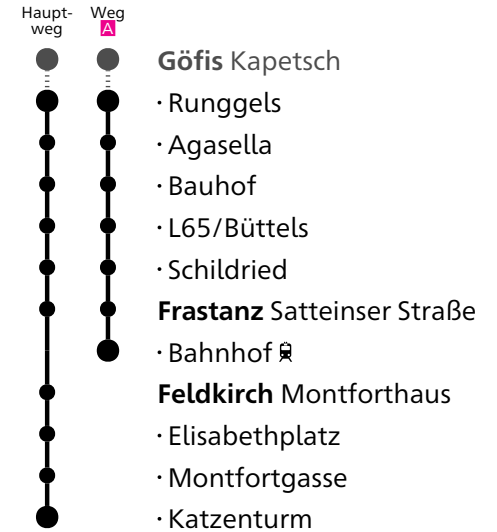 Haupt-
weg
Weg
A
Göfis Kapetsch
· Runggels
· Agasella
· Bauhof
· L65/Büttels
· Schildried
Frastanz Satteinser Straße
· Bahnhof
Feldkirch Montforthaus
· Elisabethplatz
· Montfortgasse
· Katzenturm